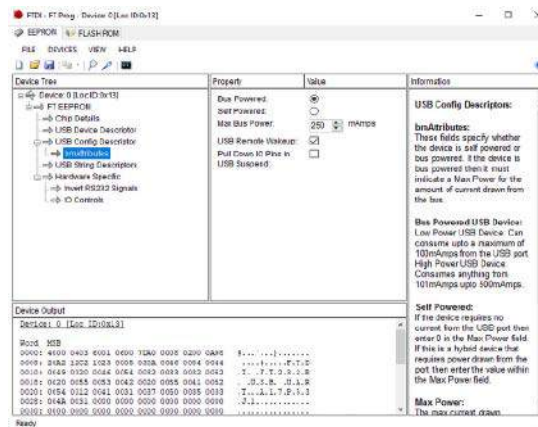 FTDI - FT Prog - Device: 0 [Loc ID:0x13]
EEPROM
FLASH ROM
FILE DEVICES VIEW HELP
Device Tree
Property
Value
Information
Device: 0 [Loc ID:0x13]
FT EEPROM
Chip Details
USB Device Descriptor
USB Config Descriptor
bmAttributes
USB String Descriptors
Hardware Specific
Invert RS232 Signals
IO Controls
Bus Powered:
Self Powered:
Max Bus Power: 250 mAmps
USB Remote Wakeup:
Pull Down IO Pins in
USB Suspend:
USB Config Descriptors:
bmAttributes:
These fields specify whether
the device is self powered or
bus powered. If the device is
bus powered then it must
indicate a Max Power for the
amount of current drawn from
the bus.
Bus Powered USB Device:
Low Power USB Device: Can
consume upto a maximum of
100mAmps from the USB port
High Power USB Device:
Consumes anything from
101mAmps upto 500mAmps.
Self Powered:
If the device requires no
current from the USB port then
enter 0 in the Max Power field.
If this is a hybrid device that
requires power drawn from the
port then enter the value within
the Max Power field.
Max Power:
The max current drawn
Device Output
Device: 0 [Loc ID:0x13]
Word MSB
Ready